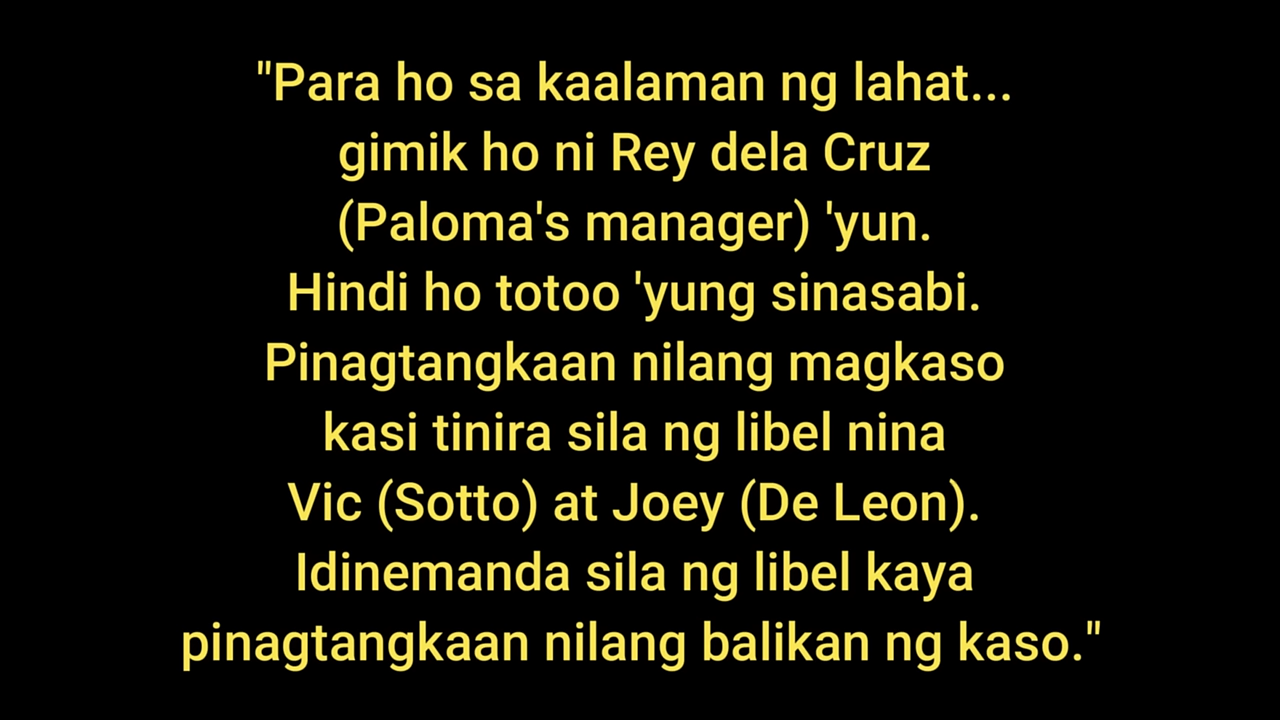 "Para ho sa kaalaman ng lahat...
gimik ho ni Rey dela Cruz
(Paloma's manager) 'yun.
Hindi ho totoo 'yung sinasabi.
Pinagtangkaan nilang magkaso
kasi tinira sila ng libel nina
Vic (Sotto) at Joey (De Leon).
Idinemanda sila ng libel kaya
pinagtangkaan nilang balikan ng kaso."